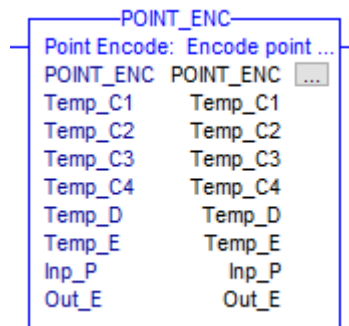 POINT_ENC
Point Encode: Encode point ...
POINT_ENC POINT_ENC ...
Temp_C1 Temp_C1
Temp_C2 Temp_C2
Temp_C3 Temp_C3
Temp_C4 Temp_C4
Temp_D Temp_D
Temp_E Temp_E
Inp_P Inp_P
Out_E Out_E